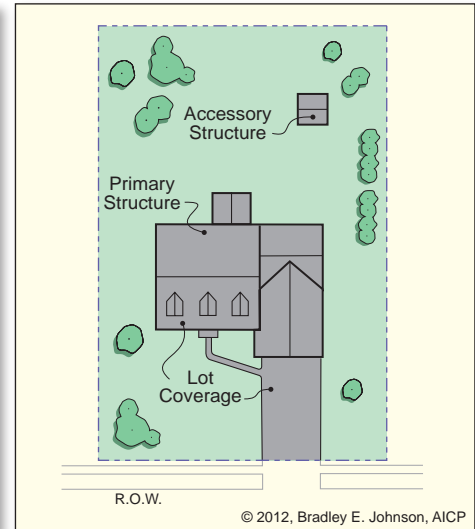 Accessory
Structure
Primary
Structure
Lot
Coverage
R.O.W.
© 2012, Bradley E. Johnson, AICP